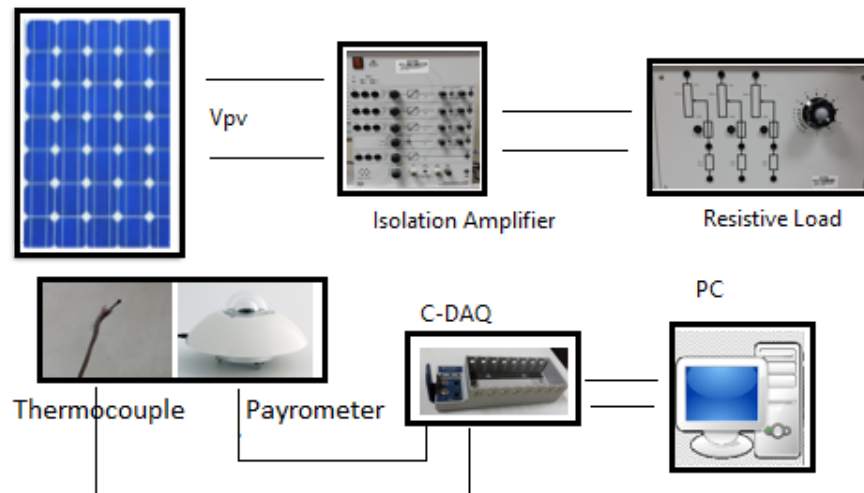 Vpv
Isolation Amplifier
Resistive Load
PC
C-DAQ
Thermocouple
Payrometer